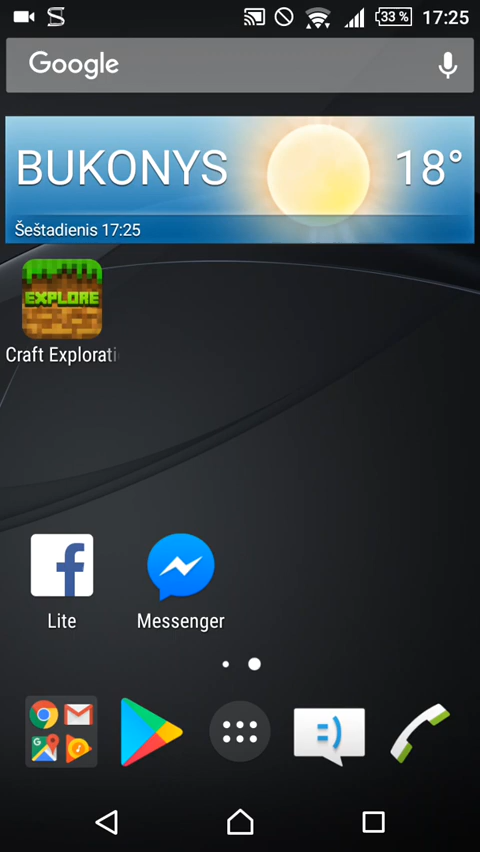 33 %
17:25
Google
BUKONYS 18°
Šeštadienis 17:25
EXPLORE
Craft Explorati
Lite
Messenger